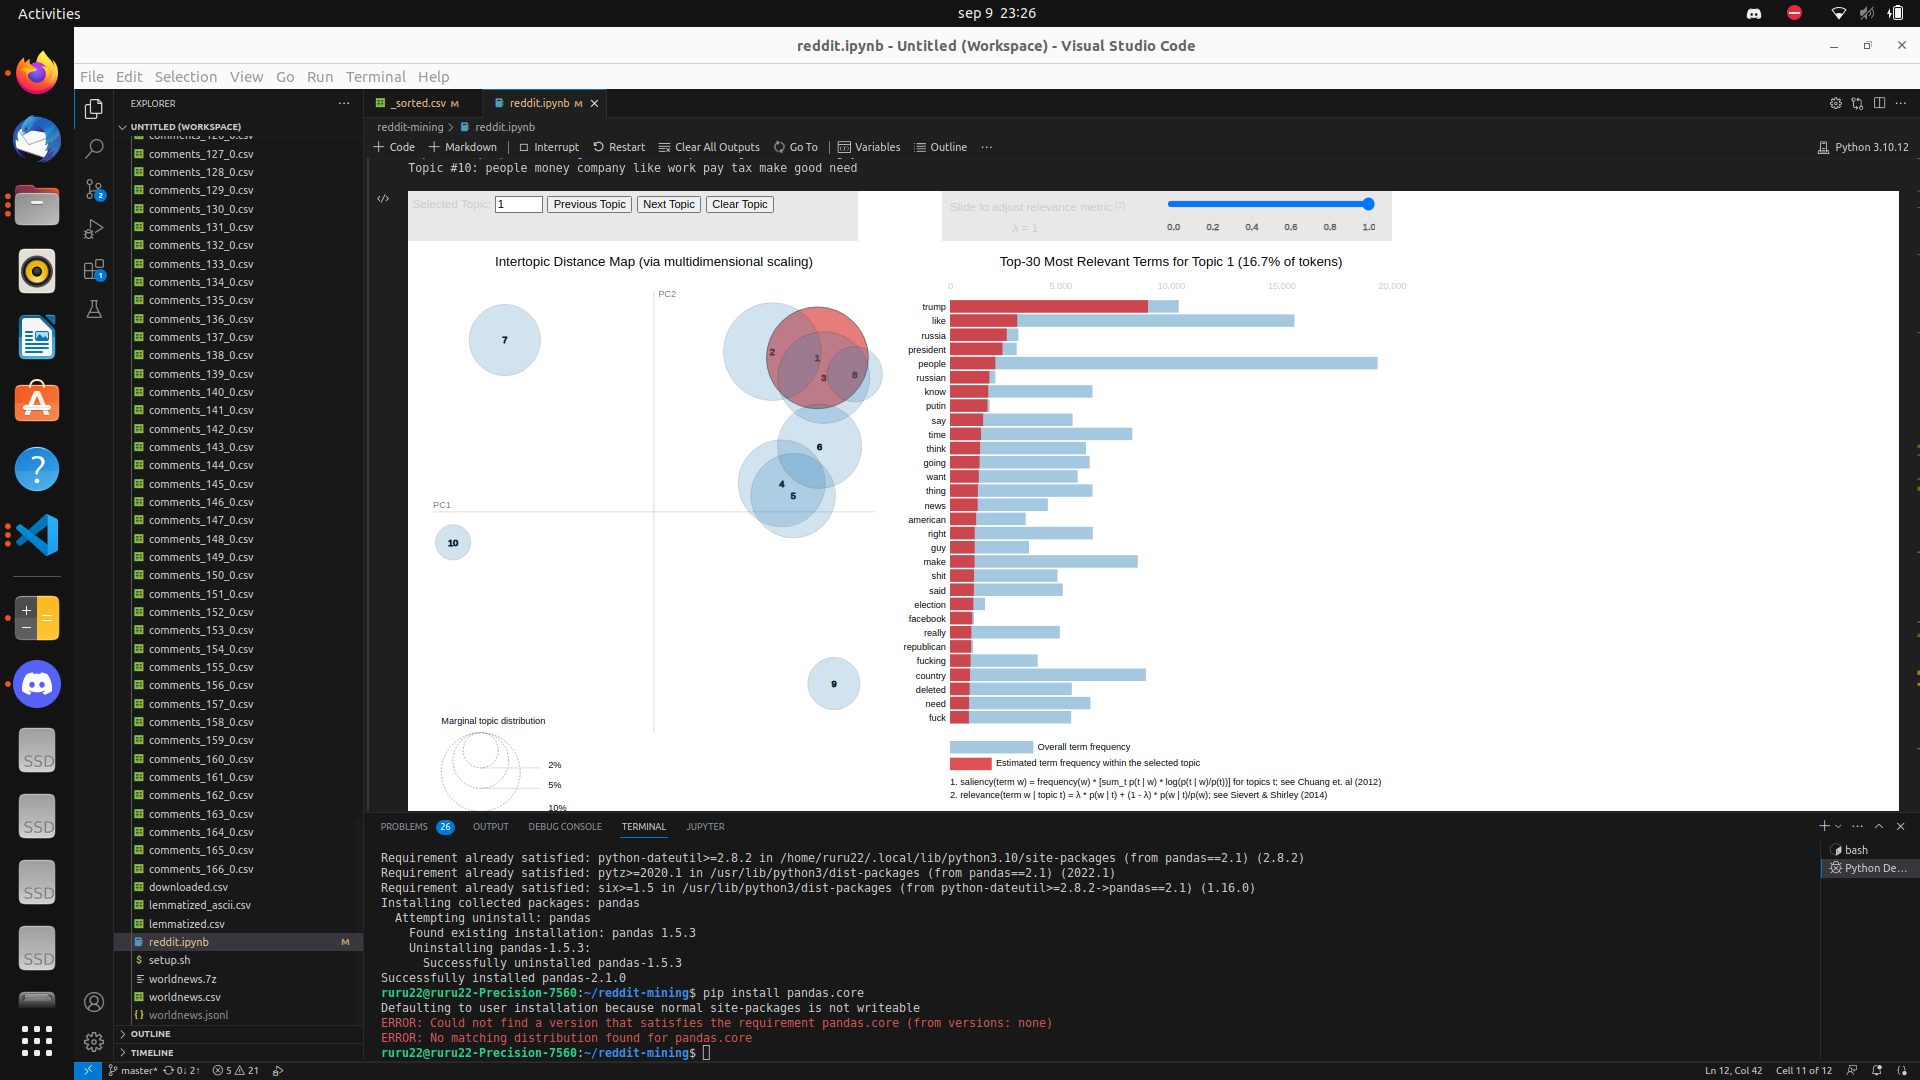 Activities
sep 9 23:26
reddit.ipynb - Untitled (Workspace) - Visual Studio Code
File Edit Selection View Go Run Terminal Help
EXPLORER
UNTITLED (WORKSPACE)
comments_126_0.csv
comments_127_0.csv
comments_128_0.csv
comments_129_0.csv
comments_130_0.csv
comments_131_0.csv
comments_132_0.csv
comments_133_0.csv
comments_134_0.csv
comments_135_0.csv
comments_136_0.csv
comments_137_0.csv
comments_138_0.csv
comments_139_0.csv
comments_140_0.csv
comments_141_0.csv
comments_142_0.csv
comments_143_0.csv
comments_144_0.csv
comments_145_0.csv
comments_146_0.csv
comments_147_0.csv
comments_148_0.csv
comments_149_0.csv
comments_150_0.csv
comments_151_0.csv
comments_152_0.csv
comments_153_0.csv
comments_154_0.csv
comments_155_0.csv
comments_156_0.csv
comments_157_0.csv
comments_158_0.csv
comments_159_0.csv
comments_160_0.csv
comments_161_0.csv
comments_162_0.csv
comments_163_0.csv
comments_164_0.csv
comments_165_0.csv
comments_166_0.csv
downloaded.csv
lemmatized_ascii.csv
lemmatized.csv
reddit.ipynb M
setup.sh
worldnews.7z
worldnews.csv
worldnews.jsonl
OUTLINE
TIMELINE
2
1
SSD
SSD
SSD
SSD
_sorted.csv M
reddit.ipynb M
reddit-mining > reddit.ipynb
+ Code + Markdown Interrupt Restart Clear All Outputs Go To Variables Outline ...
Python 3.10.12
Topic #10: people money company like work pay tax make good need
Selected Topic: 1 Previous Topic Next Topic Clear Topic
Slide to adjust relevance metric:(2)
λ = 1
0.0 0.2 0.4 0.6 0.8 1.0
Intertopic Distance Map (via multidimensional scaling)
PC2
PC1
7
2
1
3
8
6
4
5
10
9
Marginal topic distribution
2%
5%
10%
Top-30 Most Relevant Terms for Topic 1 (16.7% of tokens)
0 5,000 10,000 15,000 20,000
trump
like
russia
president
people
russian
know
putin
say
time
think
going
want
thing
news
american
right
guy
make
shit
said
election
facebook
really
republican
fucking
country
deleted
need
fuck
Overall term frequency
Estimated term frequency within the selected topic
1. saliency(term w) = frequency(w) * [sum_t p(t | w) * log(p(t | w)/p(t))] for topics t; see Chuang et. al (2012)
2. relevance(term w | topic t) = λ * p(w | t) + (1 - λ) * p(w | t)/p(w); see Sievert & Shirley (2014)
PROBLEMS 26 OUTPUT DEBUG CONSOLE TERMINAL JUPYTER
Requirement already satisfied: python-dateutil>=2.8.2 in /home/ruru22/.local/lib/python3.10/site-packages (from pandas==2.1) (2.8.2)
Requirement already satisfied: pytz>=2020.1 in /usr/lib/python3/dist-packages (from pandas==2.1) (2022.1)
Requirement already satisfied: six>=1.5 in /usr/lib/python3/dist-packages (from python-dateutil>=2.8.2->pandas==2.1) (1.16.0)
Installing collected packages: pandas
Attempting uninstall: pandas
Found existing installation: pandas 1.5.3
Uninstalling pandas-1.5.3:
Successfully uninstalled pandas-1.5.3
Successfully installed pandas-2.1.0
ruru22@ruru22-Precision-7560:~/reddit-mining$ pip install pandas.core
Defaulting to user installation because normal site-packages is not writeable
ERROR: Could not find a version that satisfies the requirement pandas.core (from versions: none)
ERROR: No matching distribution found for pandas.core
ruru22@ruru22-Precision-7560:~/reddit-mining$
bash
Python De...
master* 0↓ 2↑ 5 21
Ln 12, Col 42 Cell 11 of 12